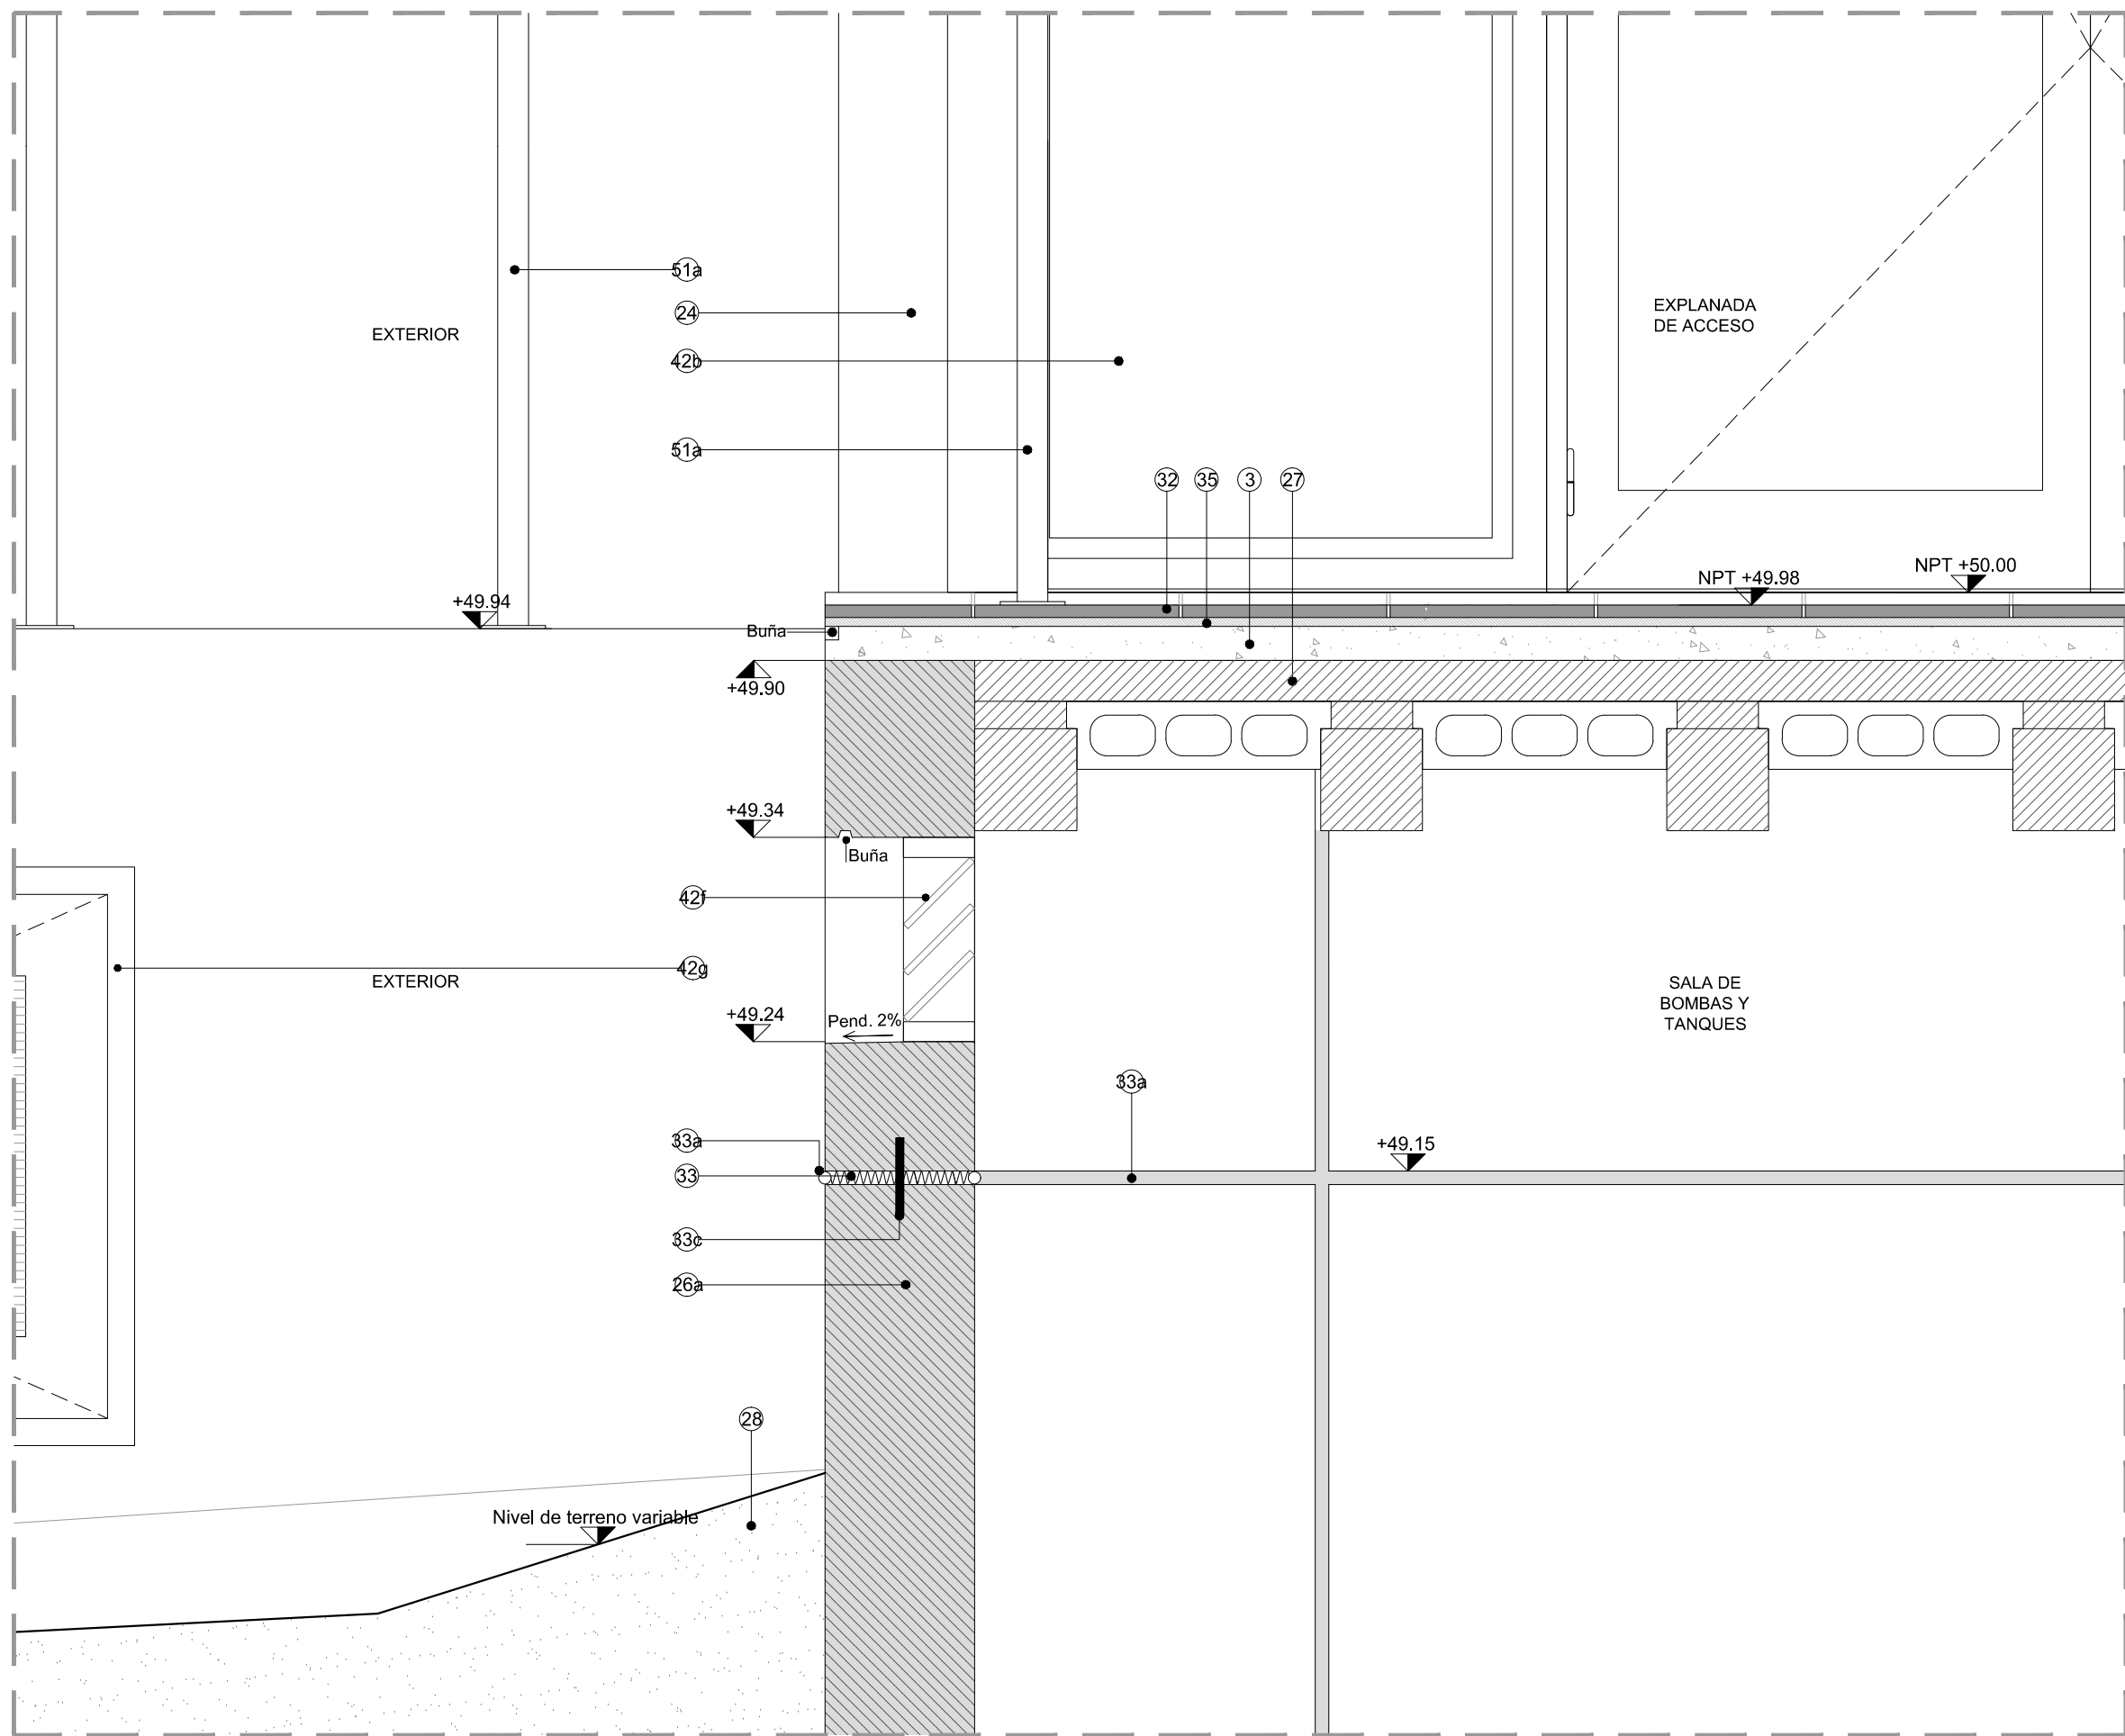 51a
24
EXPLANADA
DE ACCESO
EXTERIOR
42b
51a
32
35
3
27
NPT +50.00
NPT +49.98
+49.94
Buña
+49.90
+49.34
Buña
42f
42g
EXTERIOR
SALA DE
BOMBAS Y
TANQUES
+49.24
Pend. 2%
33a
33a
+49.15
33
33c
26a
28
Nivel de terreno variable